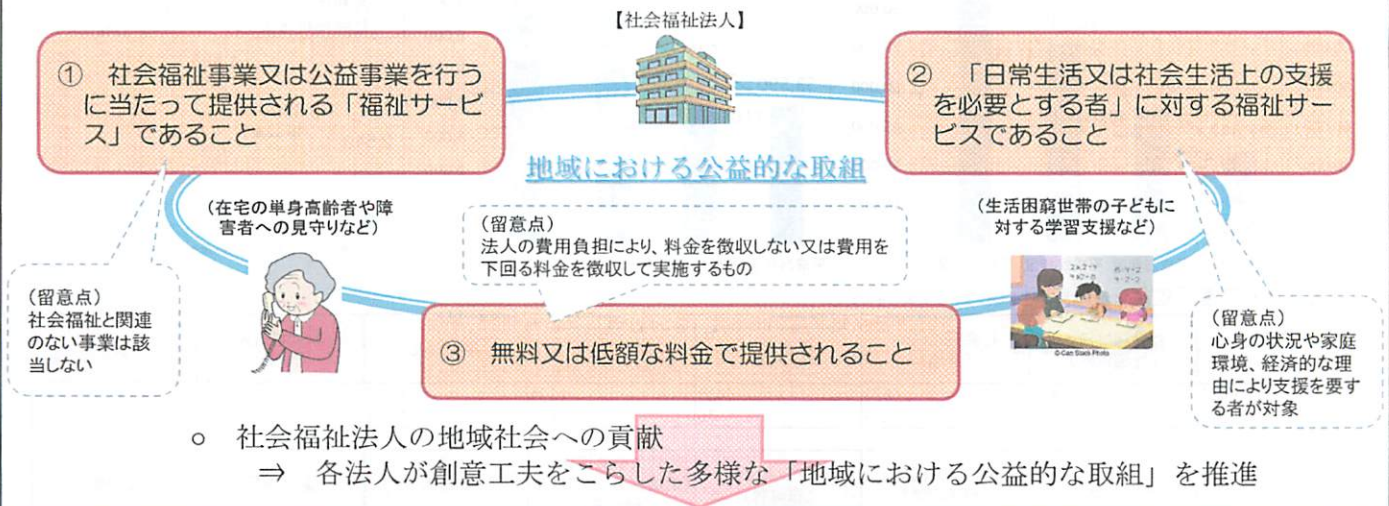 【社会福祉法人】
① 社会福祉事業又は公益事業を行う
に当たって提供される「福祉サービ
ス」であること
② 「日常生活又は社会生活上の支援
を必要とする者」に対する福祉サー
ビスであること
地域における公益的な取組
(在宅の単身高齢者や障
害者への見守りなど)
(留意点)
法人の費用負担により、料金を徴収しない又は費用を
下回る料金を徴収して実施するもの
(生活困窮世帯の子どもに
対する学習支援など)
(留意点)
社会福祉と関連
のない事業は該
当しない
③ 無料又は低額な料金で提供されること
© Can Stack Photo
(留意点)
心身の状況や家庭
環境、経済的な理
由により支援を要す
る者が対象
○ 社会福祉法人の地域社会への貢献
⇒ 各法人が創意工夫をこらした多様な「地域における公益的な取組」を推進